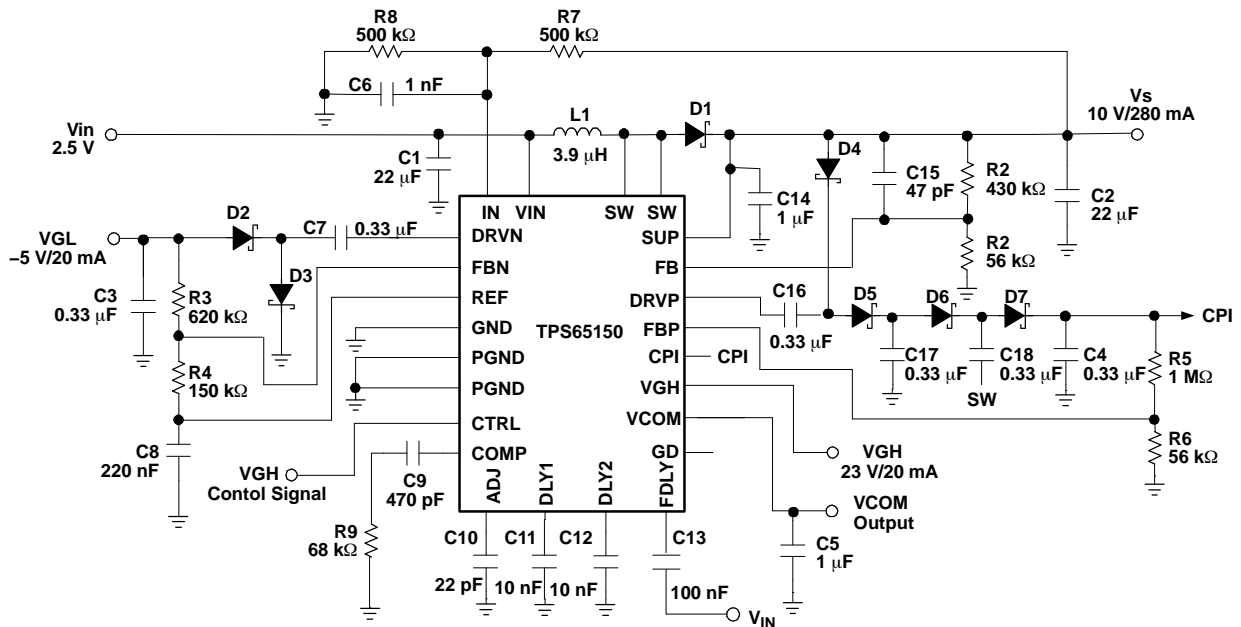 R8
500 kΩ
R7
500 kΩ
C6
1 nF
Vin
2.5 V
C1
22 μF
L1
3.9 μH
D1
Vs
10 V/280 mA
D4
C15
47 pF
R2
430 kΩ
C2
22 μF
C14
1 μF
R2
56 kΩ
IN
VIN
SW
SW
VGL
–5 V/20 mA
D2
C7
0.33 μF
DRVN
SUP
FBN
FB
D3
C3
0.33 μF
R3
620 kΩ
REF
DRVP
C16
0.33 μF
D5
D6
D7
CPI
GND
TPS65150
FBP
PGND
CPI
CPI
C17
0.33 μF
C18
0.33 μF
SW
C4
0.33 μF
R5
1 MΩ
R4
150 kΩ
PGND
VGH
CTRL
VCOM
C8
220 nF
COMP
GD
VGH
Contol Signal
C9
470 pF
VGH
23 V/20 mA
R6
56 kΩ
ADJ
DLY1
DLY2
FDLY
VCOM
Output
R9
68 kΩ
C10
22 pF
C11
10 nF
C12
10 nF
C13
100 nF
C5
1 μF
VIN